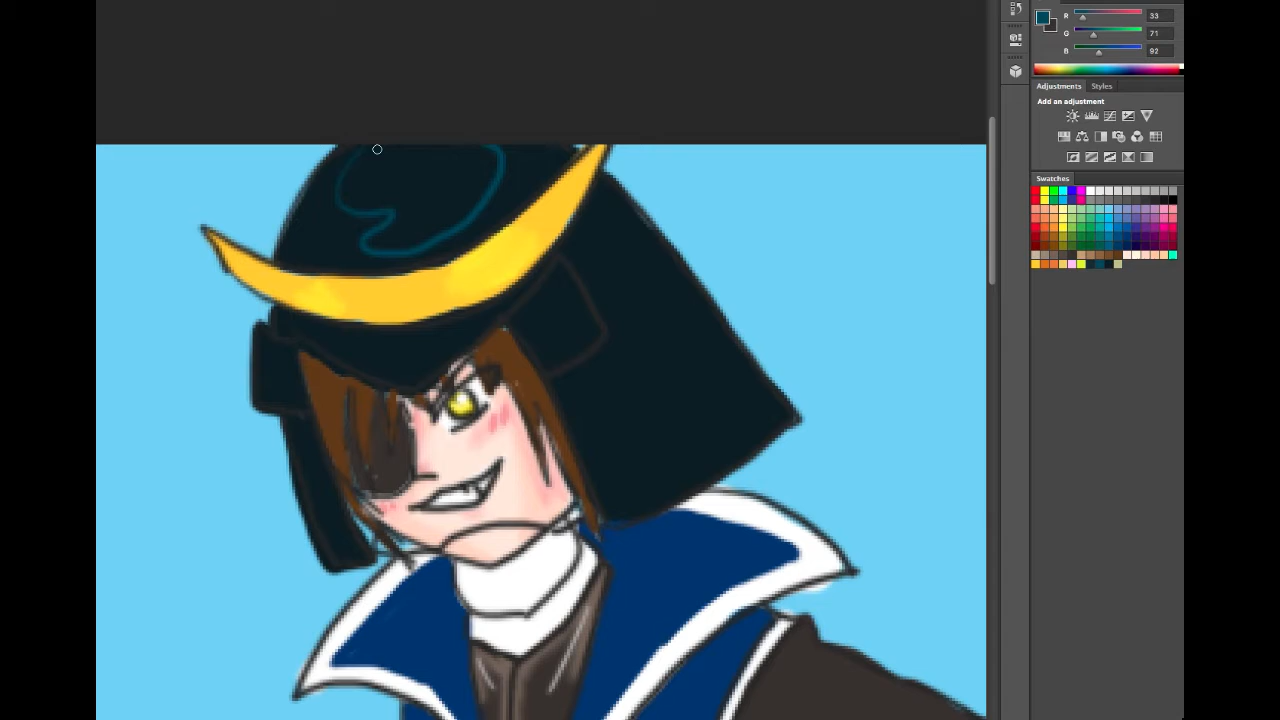 R 33
G 71
B 92
Adjustments Styles
Add an adjustment
Swatches